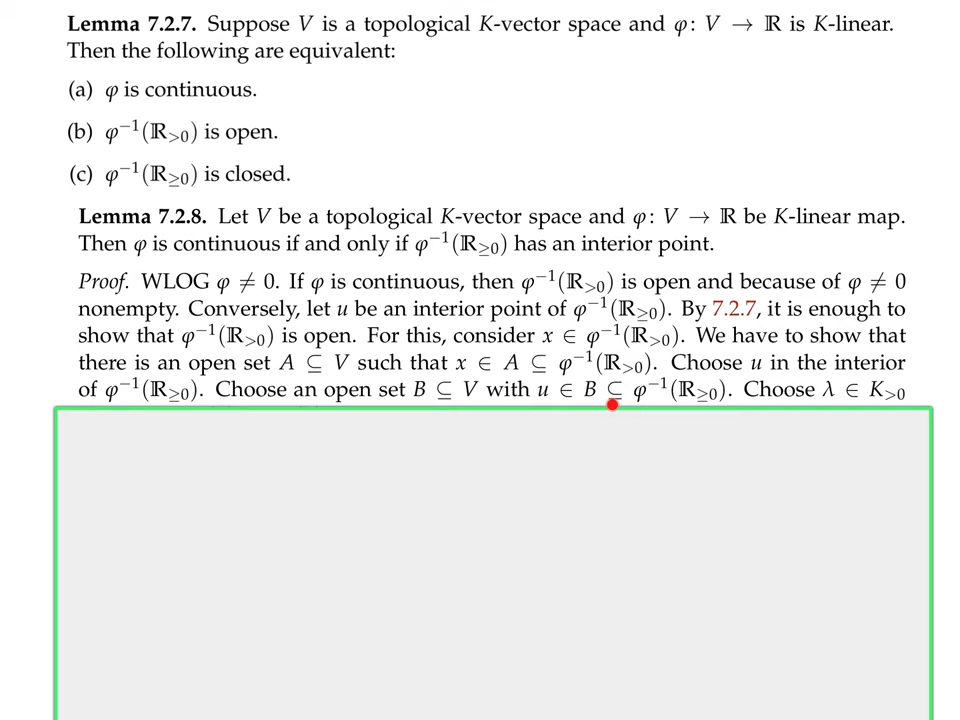 Lemma 7.2.7. Suppose V is a topological K-vector space and φ: V → ℝ is K-linear.
Then the following are equivalent:
(a) φ is continuous.
(b) φ⁻¹(ℝ>0) is open.
(c) φ⁻¹(ℝ≥0) is closed.
Lemma 7.2.8. Let V be a topological K-vector space and φ: V → ℝ be K-linear map.
Then φ is continuous if and only if φ⁻¹(ℝ≥0) has an interior point.
Proof. WLOG φ ≠ 0. If φ is continuous, then φ⁻¹(ℝ>0) is open and because of φ ≠ 0
nonempty. Conversely, let u be an interior point of φ⁻¹(ℝ≥0). By 7.2.7, it is enough to
show that φ⁻¹(ℝ>0) is open. For this, consider x ∈ φ⁻¹(ℝ>0). We have to show that
there is an open set A ⊆ V such that x ∈ A ⊆ φ⁻¹(ℝ>0). Choose u in the interior
of φ⁻¹(ℝ≥0). Choose an open set B ⊆ V with u ∈ B ⊆ φ⁻¹(ℝ≥0). Choose λ ∈ K>0